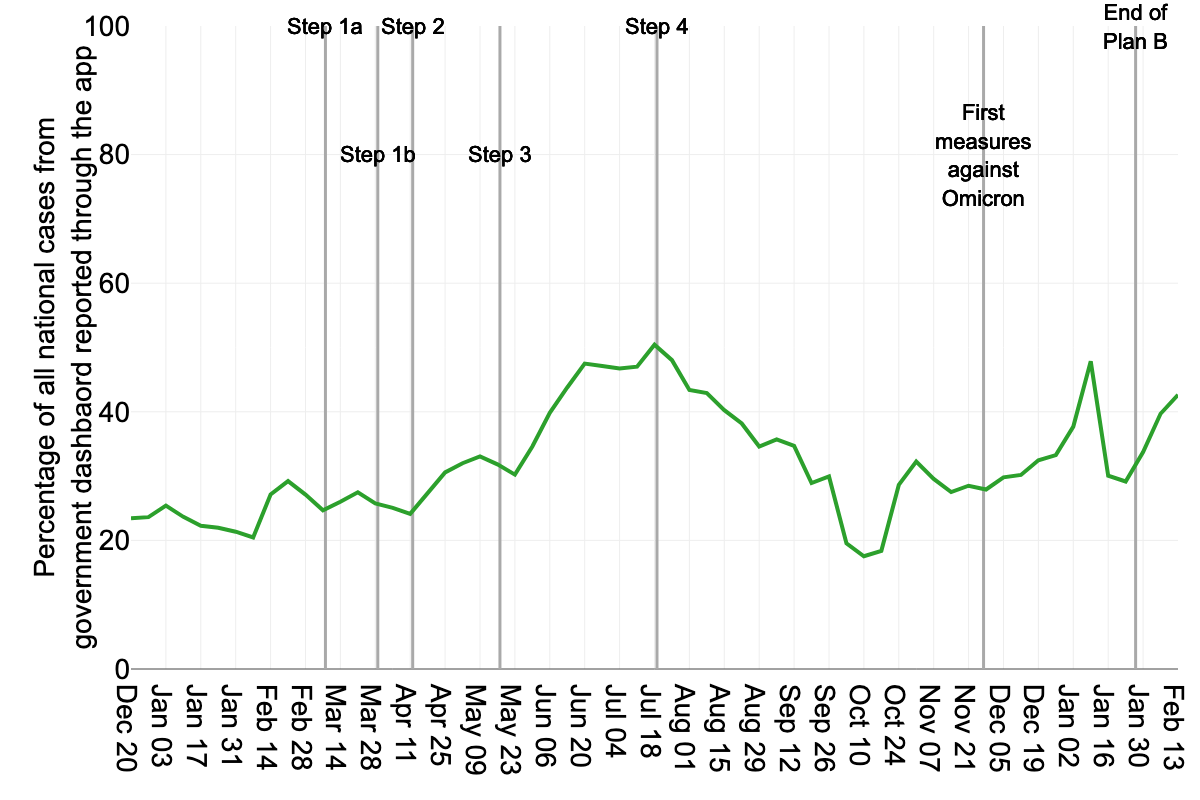 Percentage of all national cases from
government dashbaord reported through the app
100
80
60
40
20
0
Step 1a
Step 2
Step 4
End of
Plan B
Step 1b
Step 3
First
measures
against
Omicron
Dec 20
Jan 03
Jan 17
Jan 31
Feb 14
Feb 28
Mar 14
Mar 28
Apr 11
Apr 25
May 09
May 23
Jun 06
Jun 20
Jul 04
Jul 18
Aug 01
Aug 15
Aug 29
Sep 12
Sep 26
Oct 10
Oct 24
Nov 07
Nov 21
Dec 05
Dec 19
Jan 02
Jan 16
Jan 30
Feb 13